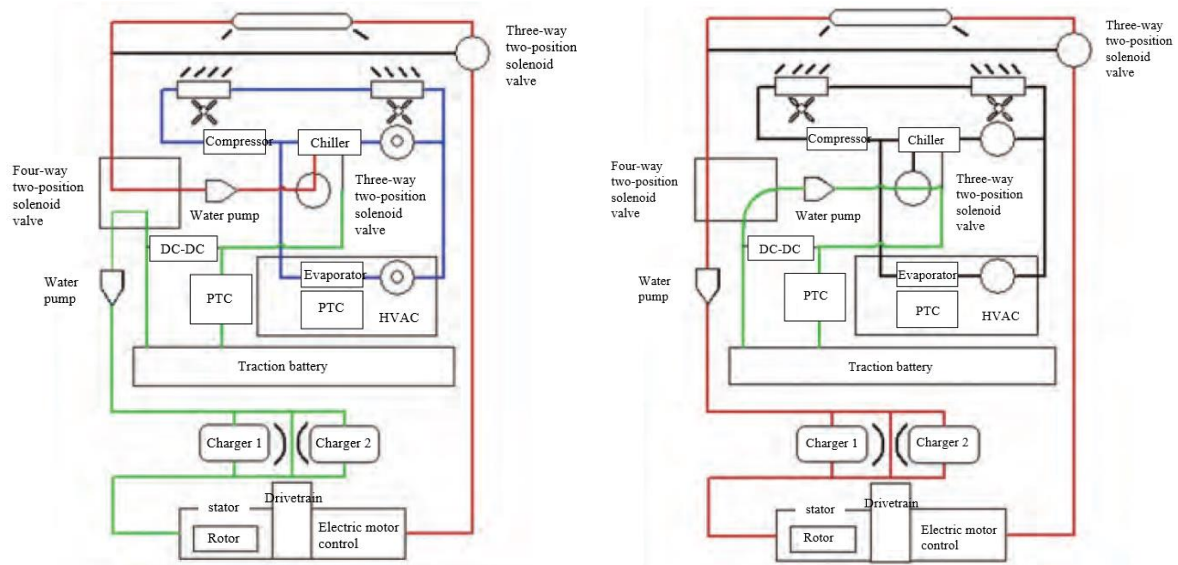 Three-way
two-position
solenoid
valve
Compressor
Chiller
Four-way
two-position
solenoid
valve
Water pump
Three-way
two-position
solenoid
valve
DC-DC
Water
pump
PTC
Evaporator
PTC
HVAC
Traction battery
Charger 1
Charger 2
Drivetrain
stator
Rotor
Electric motor
control
Three-way
two-position
solenoid
valve
Compressor
Chiller
Four-way
two-position
solenoid
valve
Water pump
Three-way
two-position
solenoid
valve
DC-DC
Water
pump
PTC
Evaporator
PTC
HVAC
Traction battery
Charger 1
Charger 2
Drivetrain
stator
Rotor
Electric motor
control